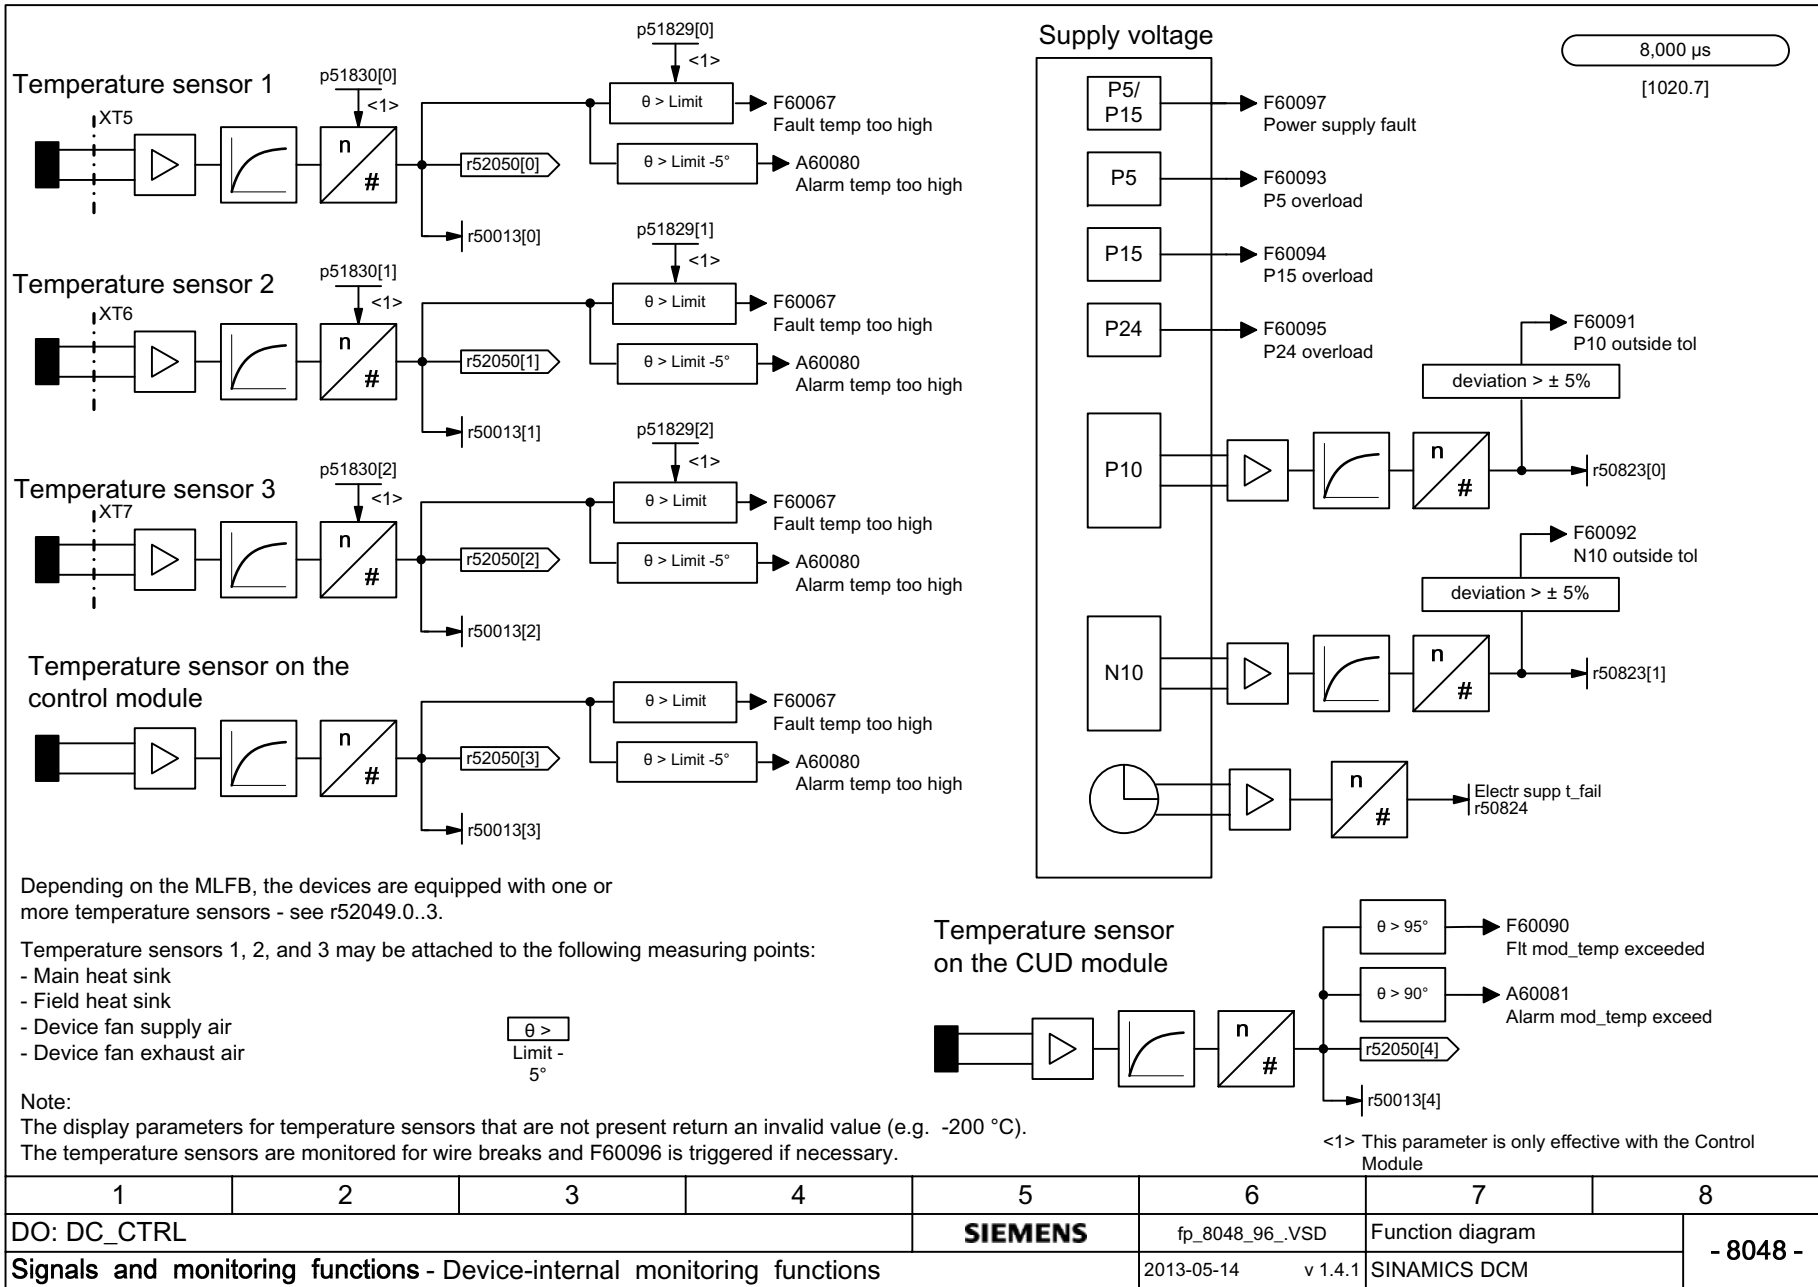 Temperature sensor 1
XT5
p51830[0]
<1>
n
#
r52050[0]
r50013[0]
p51829[0]
<1>
θ > Limit
F60067
Fault temp too high
θ > Limit -5°
A60080
Alarm temp too high
Temperature sensor 2
XT6
p51830[1]
<1>
n
#
r52050[1]
r50013[1]
p51829[1]
<1>
θ > Limit
F60067
Fault temp too high
θ > Limit -5°
A60080
Alarm temp too high
Temperature sensor 3
XT7
p51830[2]
<1>
n
#
r52050[2]
r50013[2]
p51829[2]
<1>
θ > Limit
F60067
Fault temp too high
θ > Limit -5°
A60080
Alarm temp too high
Temperature sensor on the
control module
n
#
r52050[3]
r50013[3]
θ > Limit
F60067
Fault temp too high
θ > Limit -5°
A60080
Alarm temp too high
Depending on the MLFB, the devices are equipped with one or
more temperature sensors - see r52049.0..3.
Temperature sensors 1, 2, and 3 may be attached to the following measuring points:
- Main heat sink
- Field heat sink
- Device fan supply air
- Device fan exhaust air
θ >
Limit -
5°
Note:
The display parameters for temperature sensors that are not present return an invalid value (e.g. -200 °C).
The temperature sensors are monitored for wire breaks and F60096 is triggered if necessary.
Supply voltage
8,000 µs
[1020.7]
P5/
P15
F60097
Power supply fault
P5
F60093
P5 overload
P15
F60094
P15 overload
P24
F60095
P24 overload
P10
n
#
F60091
P10 outside tol
deviation > ± 5%
r50823[0]
N10
n
#
F60092
N10 outside tol
deviation > ± 5%
r50823[1]
n
#
Electr supp t_fail
r50824
Temperature sensor
on the CUD module
n
#
θ > 95°
F60090
Flt mod_temp exceeded
θ > 90°
A60081
Alarm mod_temp exceed
r52050[4]
r50013[4]
<1> This parameter is only effective with the Control
Module
1 2 3 4 5 6 7 8
DO: DC_CTRL
SIEMENS
fp_8048_96_.VSD
Function diagram
- 8048 -
Signals and monitoring functions - Device-internal monitoring functions
2013-05-14 v 1.4.1
SINAMICS DCM